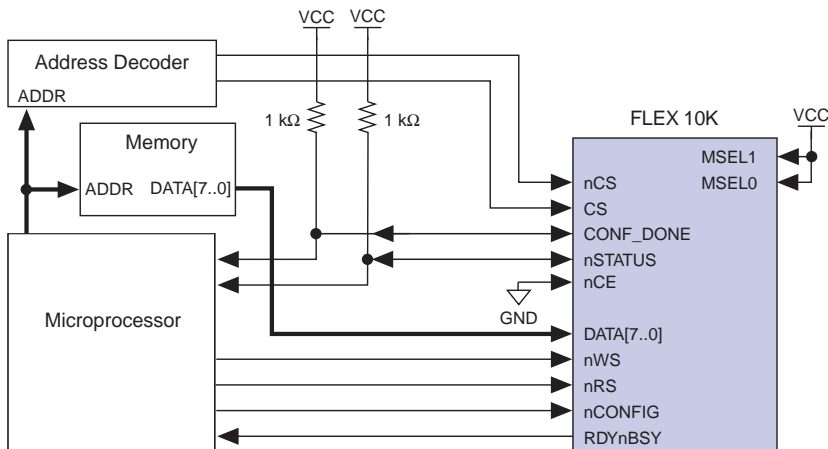 VCC VCC
Address Decoder
ADDR
1 kΩ 1 kΩ
FLEX 10K
VCC
Memory
ADDR DATA[7..0]
MSEL1
MSEL0
nCS
CS
CONF_DONE
nSTATUS
nCE
GND
Microprocessor
DATA[7..0]
nWS
nRS
nCONFIG
RDYnBSY